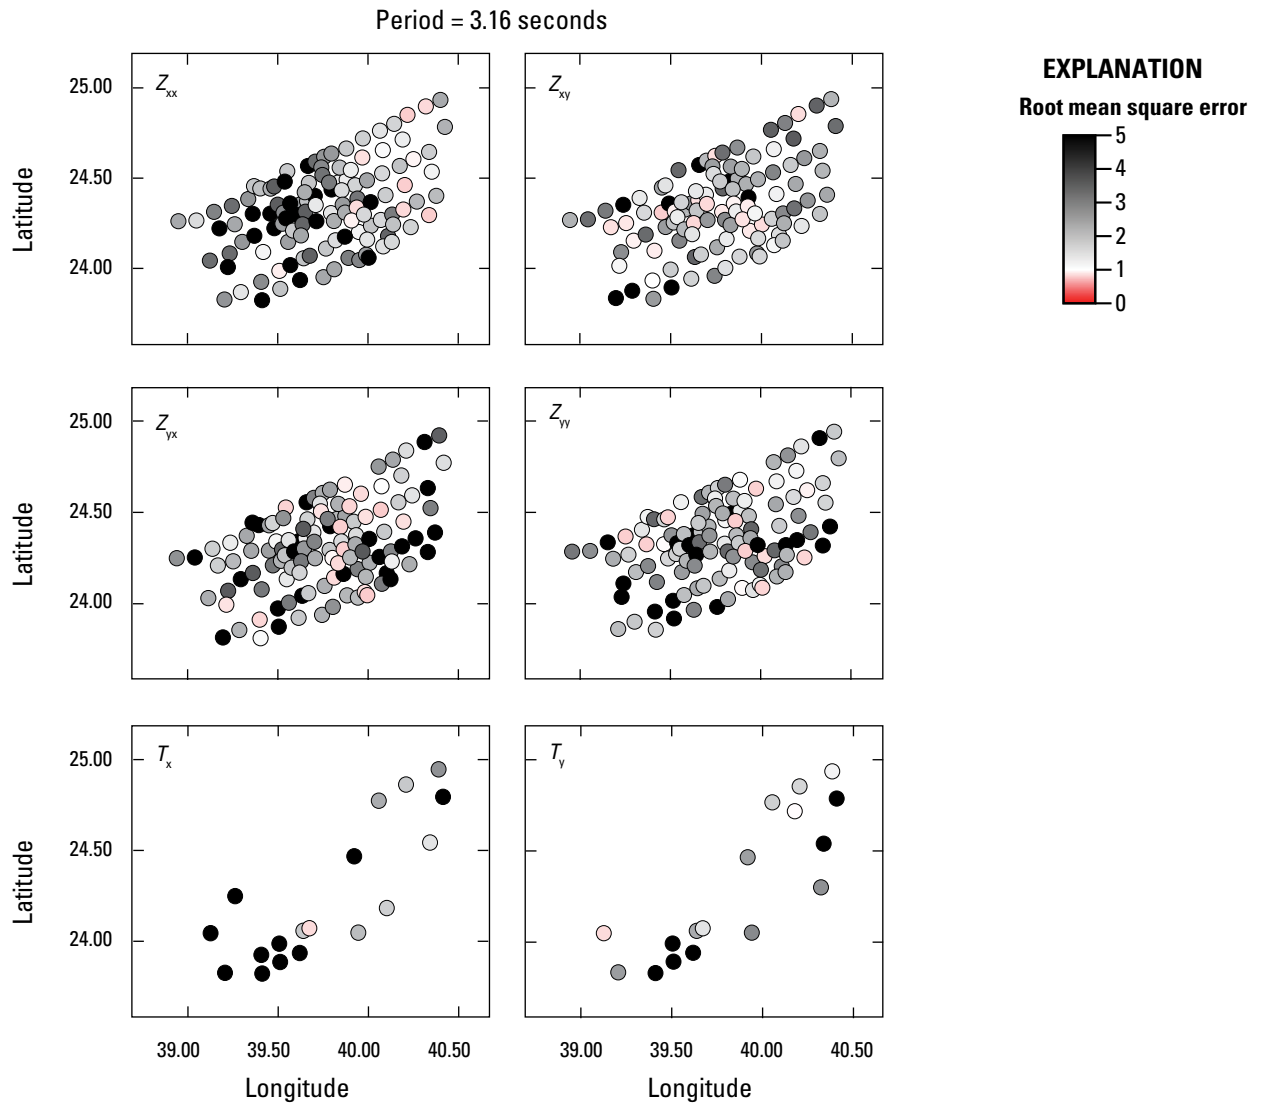 Period = 3.16 seconds
Zxx
Zxy
25.00
24.50
24.00
Latitude
EXPLANATION
Root mean square error
5
4
3
2
1
0
Zyx
Zyy
25.00
24.50
24.00
Latitude
Tx
Ty
25.00
24.50
24.00
Latitude
39.00 39.50 40.00 40.50
39.00 39.50 40.00 40.50
Longitude
Longitude